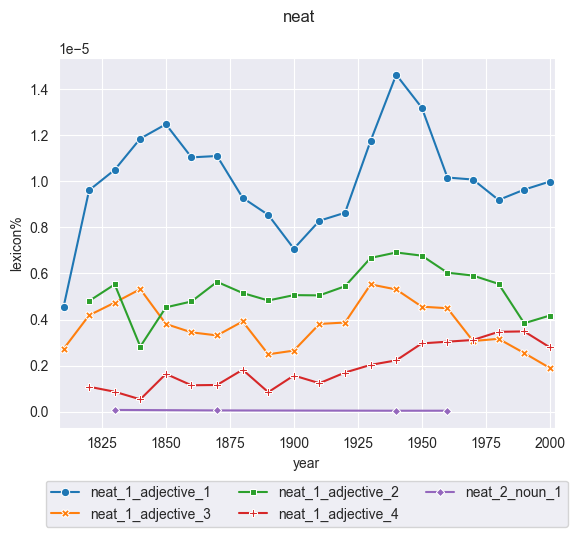 neat
1e−5
1.4
1.2
1.0
0.8
0.6
0.4
0.2
0.0
lexicon%
1825 1850 1875 1900 1925 1950 1975 2000
year
neat_1_adjective_1 neat_1_adjective_2 neat_2_noun_1
neat_1_adjective_3 neat_1_adjective_4